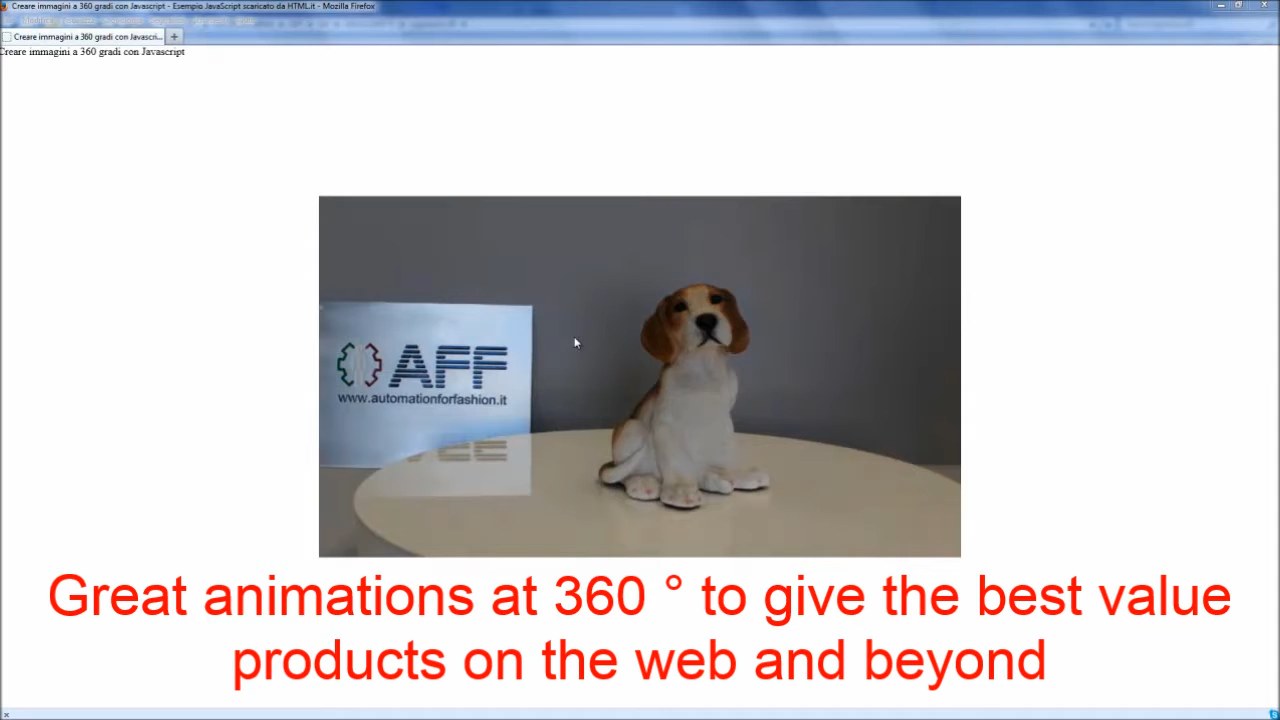 Creare immagini a 360 gradi con Javascript - Esempio JavaScript scaricato da HTML.it - Mozilla Firefox
Creare immagini a 360 gradi con Javascri...
Creare immagini a 360 gradi con Javascript
AFF
www.automationforfashion.it
Great animations at 360 ° to give the best value
products on the web and beyond